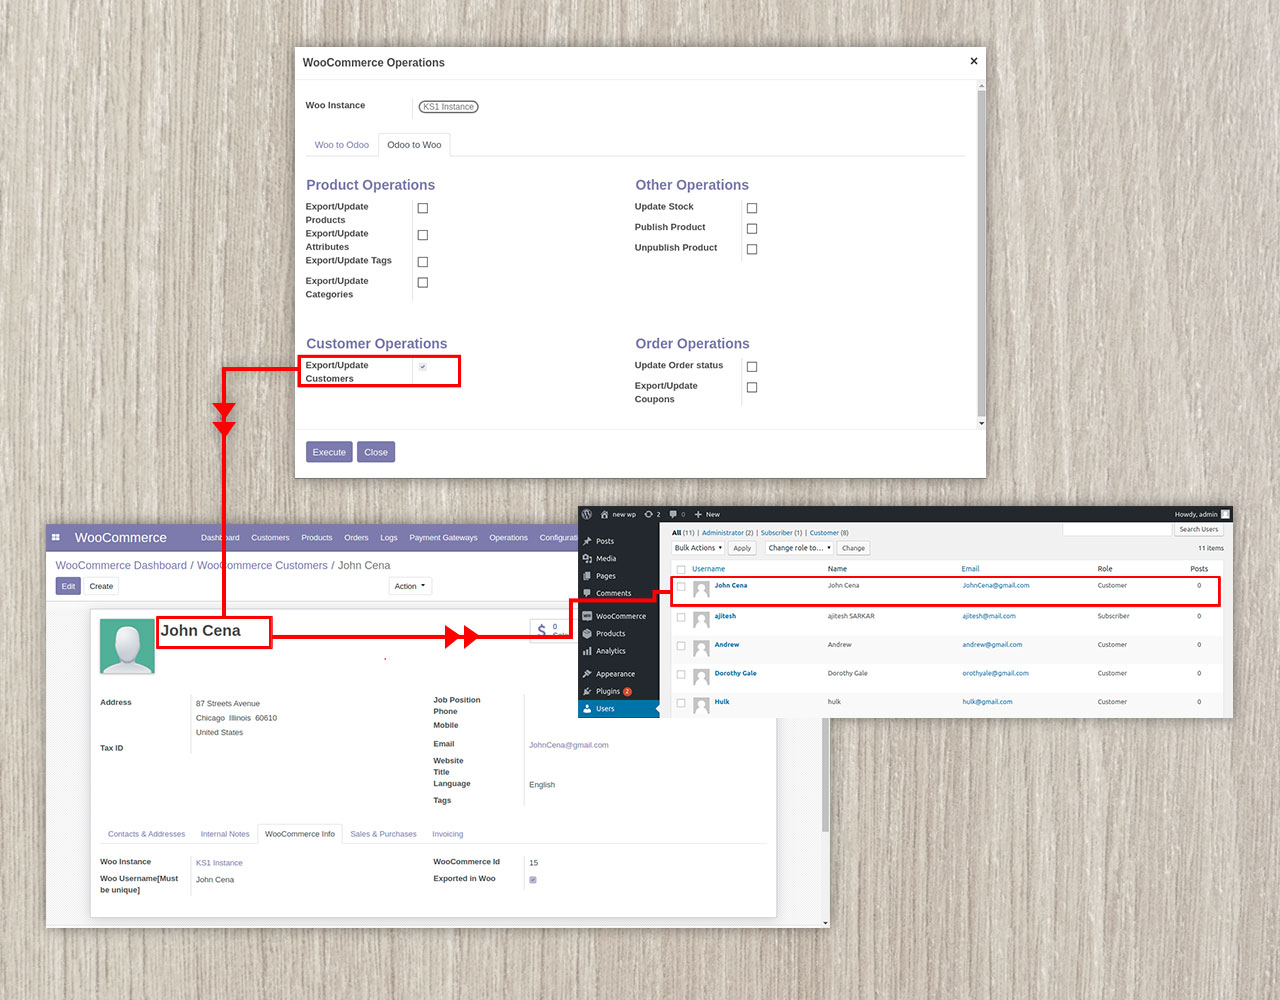 WooCommerce Operations
×
Woo Instance
KS1 Instance
Woo to Odoo
Odoo to Woo
Product Operations
Export/Update
Products
Export/Update
Attributes
Export/Update Tags
Export/Update
Categories
Other Operations
Update Stock
Publish Product
Unpublish Product
Customer Operations
Export/Update
Customers
Order Operations
Update Order status
Export/Update
Coupons
Execute
Close
WooCommerce
Dashboard Customers Products Orders Logs Payment Gateways Operations
WooCommerce Dashboard / WooCommerce Customers / John Cena
Edit Create
Action
John Cena
$ 0
Address
87 Streets Avenue
Chicago Illinois 60610
United States
Tax ID
Job Position
Phone
Mobile
Email JohnCena@gmail.com
Website
Title
Language English
Tags
Contacts & Addresses Internal Notes WooCommerce Info Sales & Purchases Invoicing
Woo Instance KS1 Instance
Woo Username[Must
be unique] John Cena
WooCommerce Id 15
Exported in Woo
new wp 2 0 + New
Howdy, admin
Posts
Media
Pages
Comments
WooCommerce
Products
Analytics
Appearance
Plugins 2
Users
All (11) | Administrator (2) | Subscriber (1) | Customer (8)
Search Users
Bulk Actions Apply Change role to... Change
11 items
Username Name Email Role Posts
John Cena John Cena JohnCena@gmail.com Customer 0
ajitesh ajitesh SARKAR ajitesh@mail.com Subscriber 0
Andrew Andrew andrew@gmail.com Customer 0
Dorothy Gale Dorothy Gale orothyale@gmail.com Customer 0
Hulk hulk hulk@gmail.com Customer 0